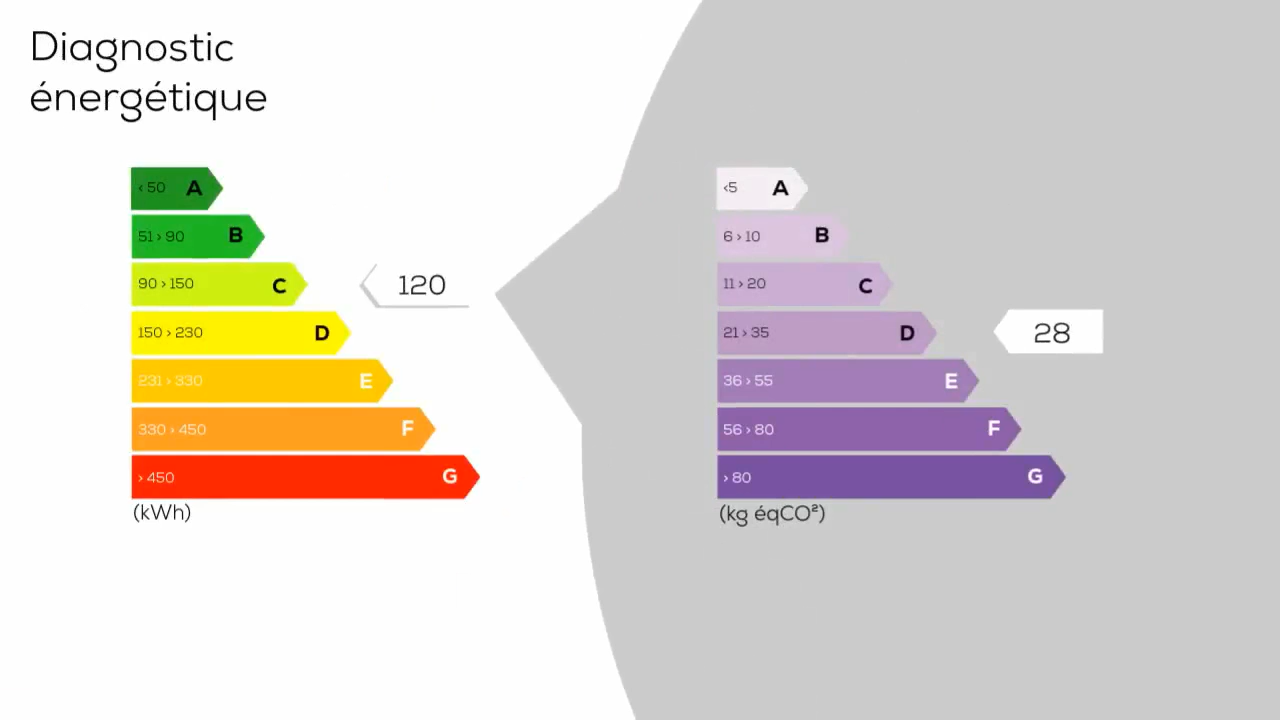 Diagnostic
énergétique
< 50 A
51 > 90 B
90 > 150 C
120
150 > 230 D
231 > 330 E
330 > 450 F
> 450 G
(kWh)
<5 A
6 > 10 B
11 > 20 C
21 > 35 D
28
36 > 55 E
56 > 80 F
> 80 G
(kg éqCO²)